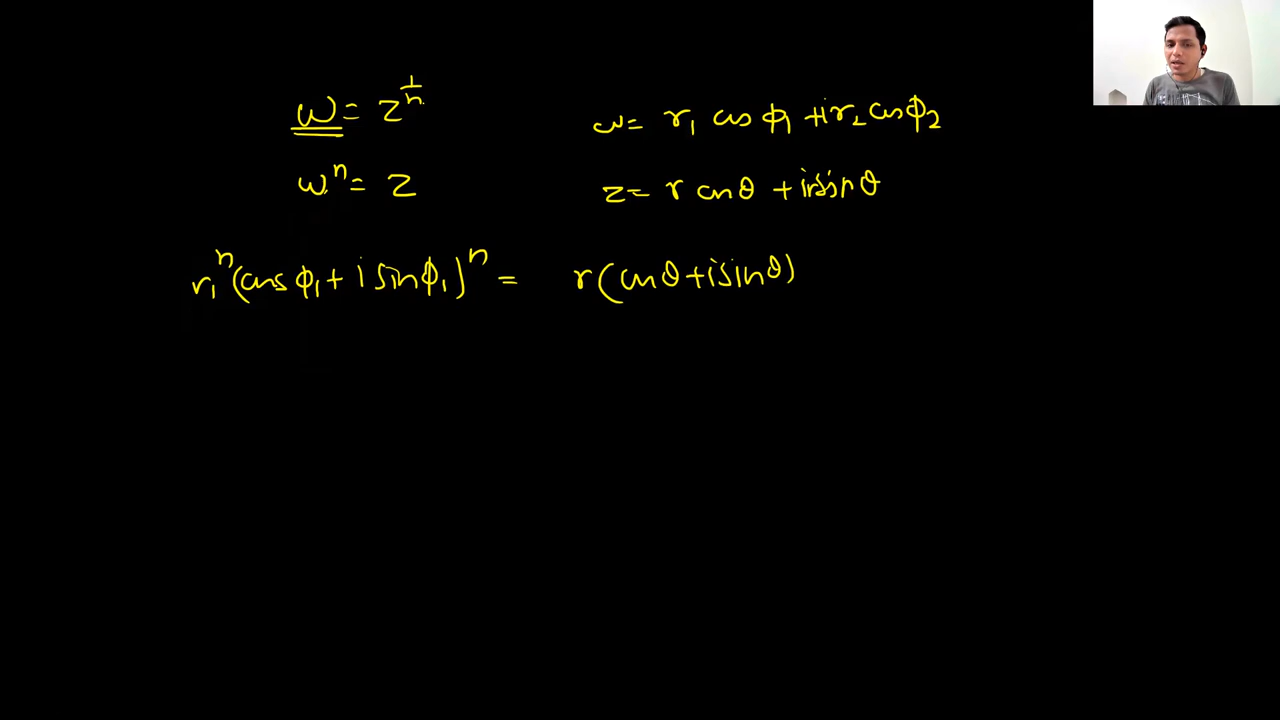 ω = z^(1/n)
ω = r₁ cos φ₁ + i r₂ cos φ₂
ωⁿ = z
z = r cos θ + i r sin θ
r₁ⁿ (cos φ₁ + i sin φ₁)ⁿ = r (cos θ + i sin θ)